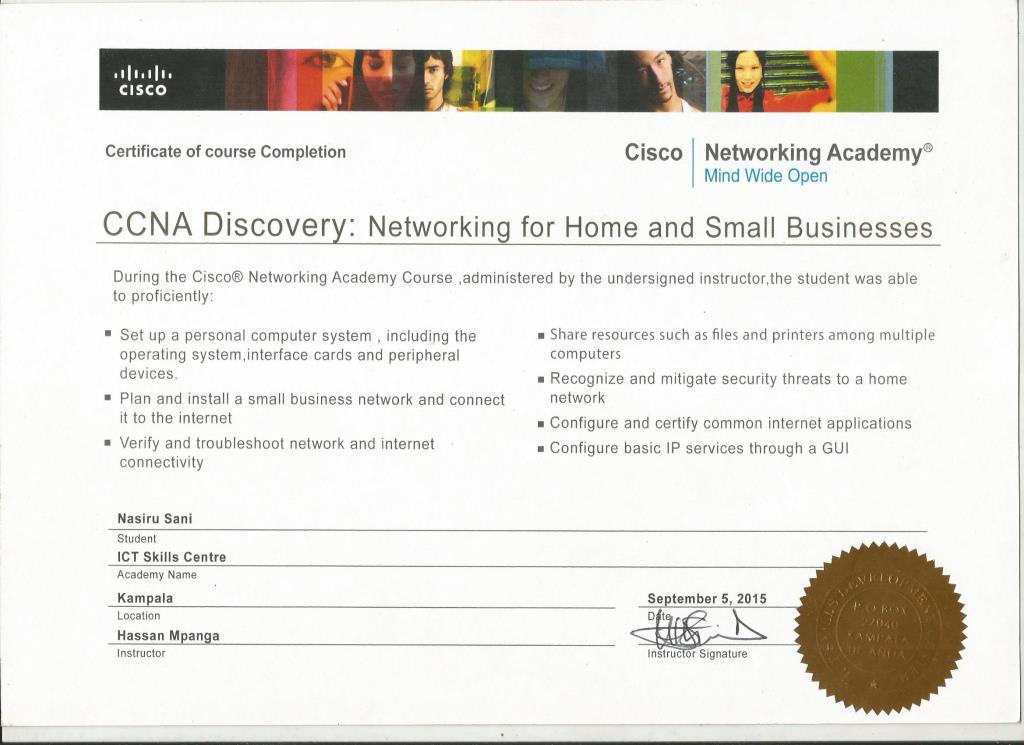 CISCO
Certificate of course Completion
Cisco Networking Academy®
Mind Wide Open
CCNA Discovery: Networking for Home and Small Businesses
During the Cisco® Networking Academy Course ,administered by the undersigned instructor,the student was able
to proficiently:
Set up a personal computer system , including the
operating system,interface cards and peripheral
devices.
Plan and install a small business network and connect
it to the internet
Verify and troubleshoot network and internet
connectivity
Share resources such as files and printers among multiple
computers
Recognize and mitigate security threats to a home
network
Configure and certify common internet applications
Configure basic IP services through a GUI
Nasiru Sani
Student
ICT Skills Centre
Academy Name
Kampala
Location
Hassan Mpanga
Instructor
September 5, 2015
Date
Instructor Signature
DEVELOPMENT
P.O BOX
KAMPALA
UGANDA